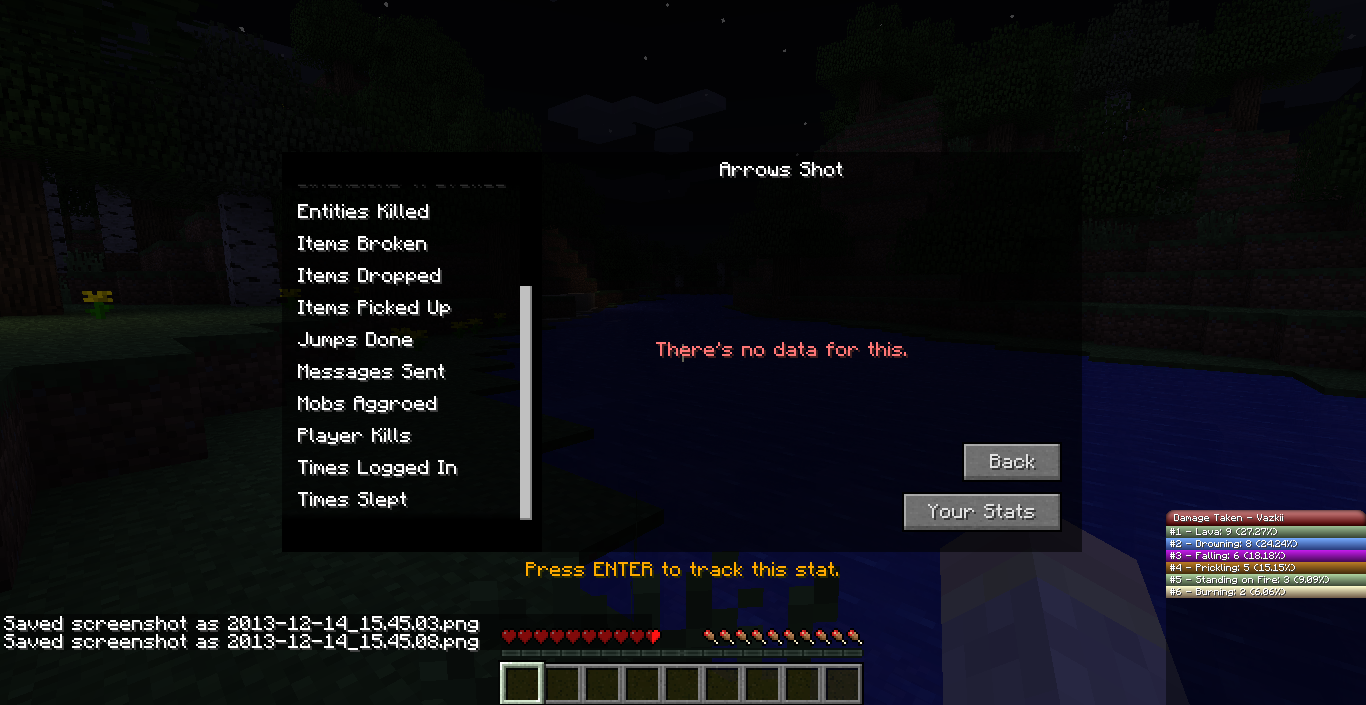 Arrows Shot
Entities Killed
Items Broken
Items Dropped
Items Picked Up
Jumps Done
Messages Sent
Mobs Aggroed
Player Kills
Times Logged In
Times Slept
There's no data for this.
Back
Your Stats
Press ENTER to track this stat.
Damage Taken - Vazkii
#1 - Lava: 9 (27.27%)
#2 - Drowning: 8 (24.24%)
#3 - Falling: 6 (18.18%)
#4 - Prickling: 5 (15.15%)
#5 - Standing on Fire: 3 (9.09%)
#6 - Burning: 2 (6.06%)
Saved screenshot as 2013-12-14_15.45.03.png
Saved screenshot as 2013-12-14_15.45.08.png